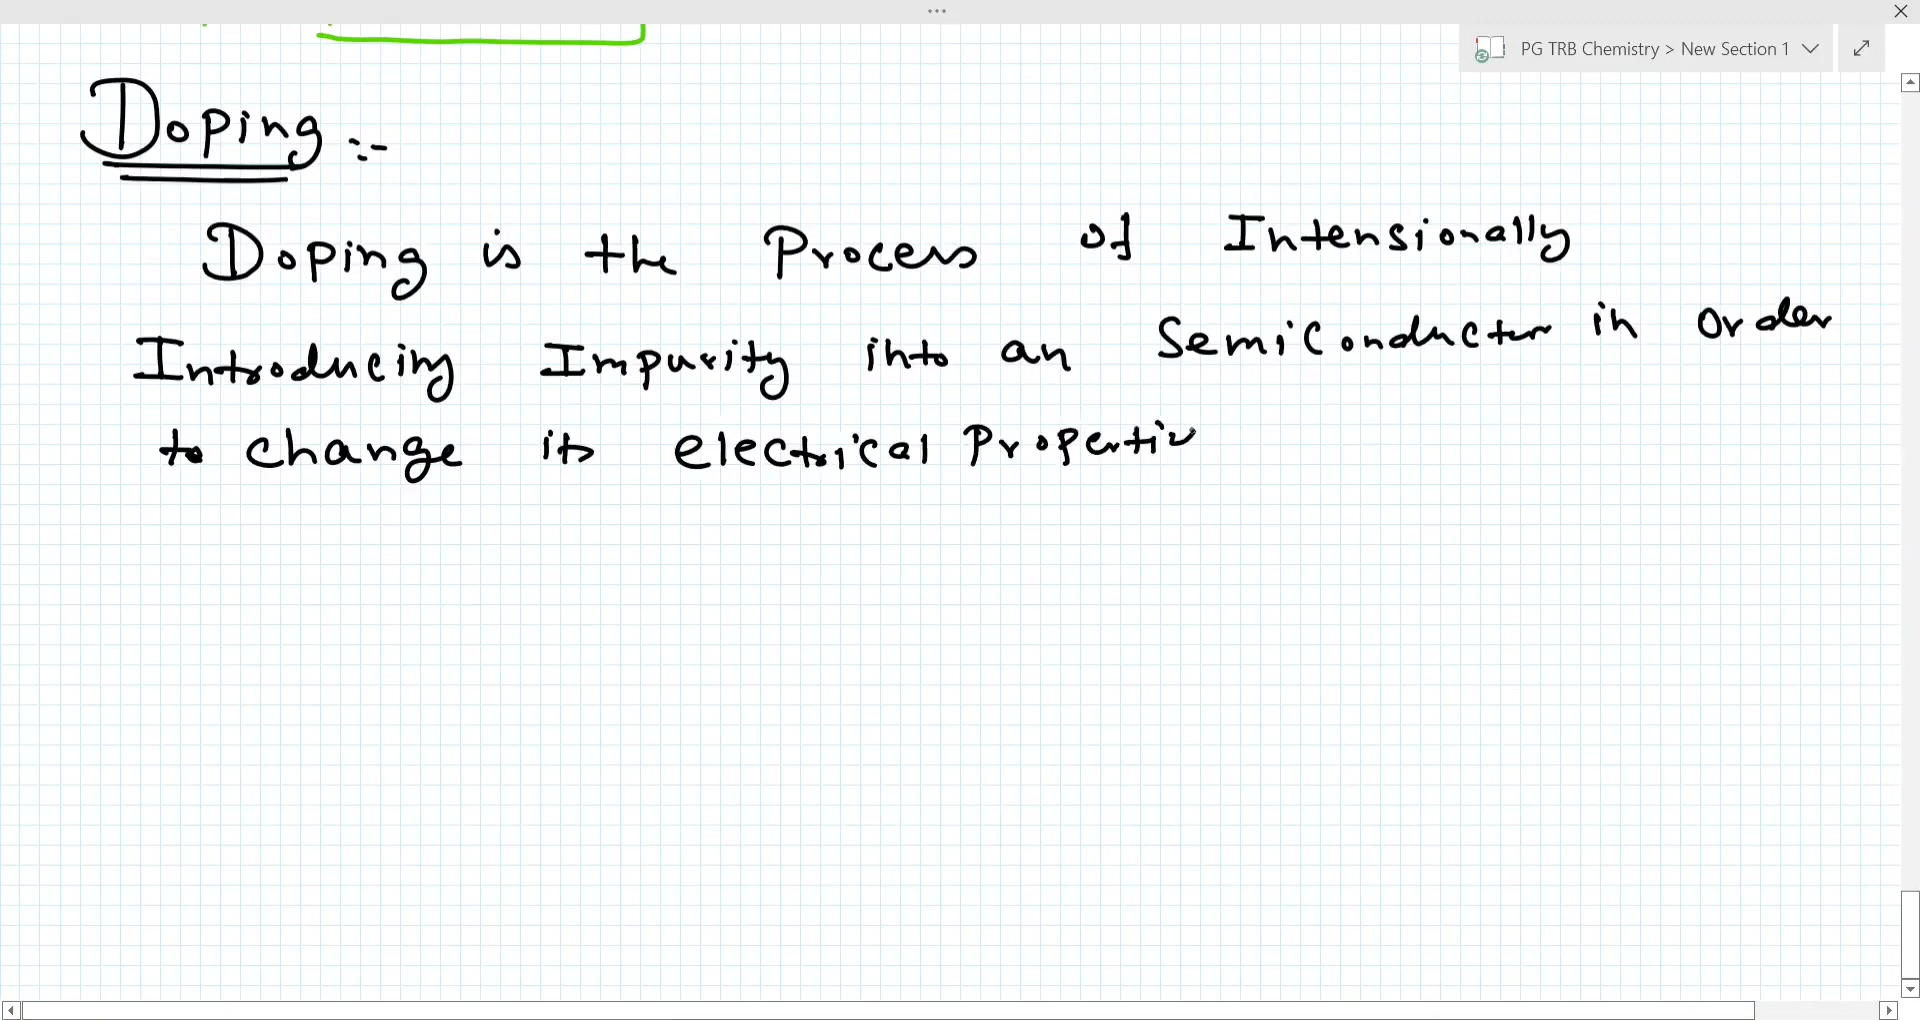 PG TRB Chemistry > New Section 1
Doping :-
Doping is the Process of Intensionally
Introducing Impurity into an SemiConductor in order
to change its electrical Properti